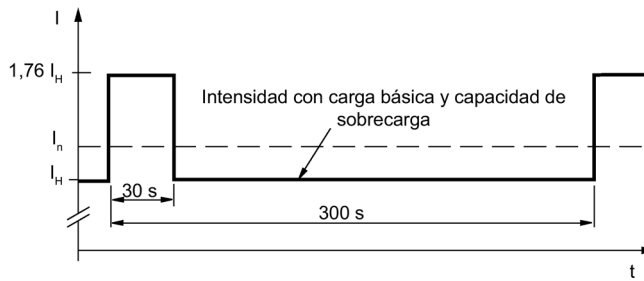 I
1,76 I_H
Intensidad con carga básica y capacidad de
sobrecarga
I_n
I_H
30 s
300 s
t